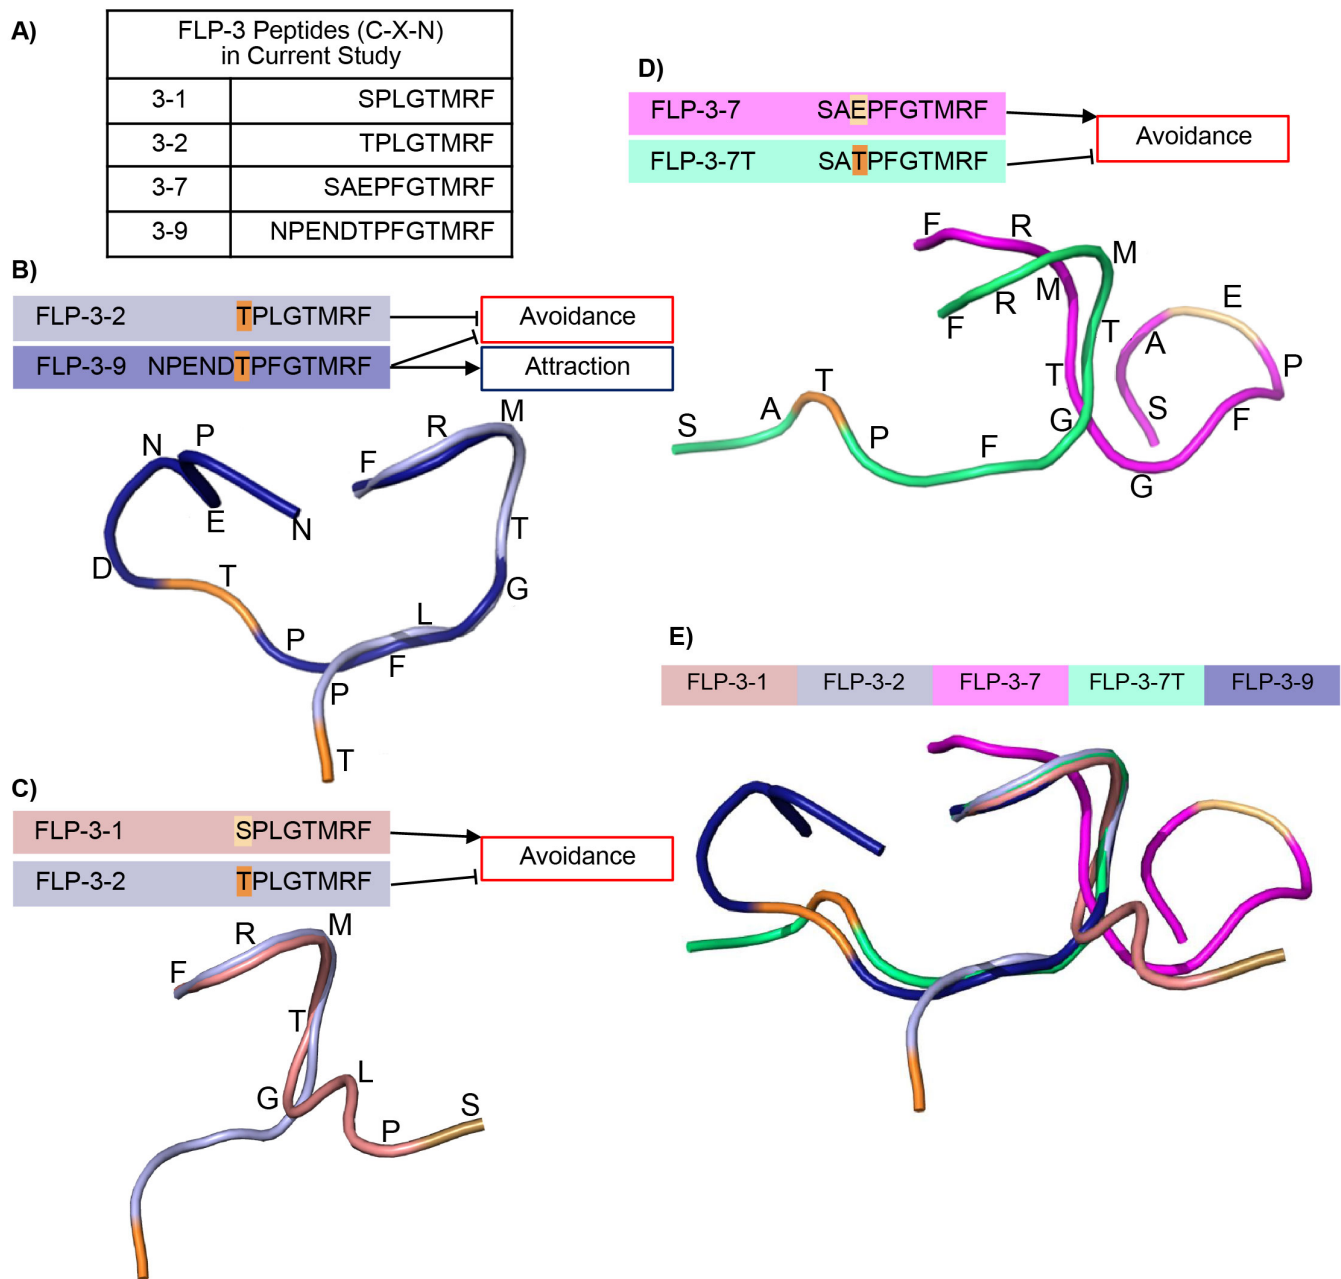 A)
FLP-3 Peptides (C-X-N)
in Current Study
3-1 SPLGTMRF
3-2 TPLGTMRF
3-7 SAEPFGTMRF
3-9 NPENDTPFGTMRF
B)
FLP-3-2 TPLGTMRF
Avoidance
FLP-3-9 NPENDTPFGTMRF
Attraction
N P E N D T P F L G T M R F P T
C)
FLP-3-1 SPLGTMRF
Avoidance
FLP-3-2 TPLGTMRF
F R M T G L P S
D)
FLP-3-7 SAEPFGTMRF
Avoidance
FLP-3-7T SATPFGTMRF
F R M T G F P E A S
S A T P F G T M R F
E)
FLP-3-1 FLP-3-2 FLP-3-7 FLP-3-7T FLP-3-9